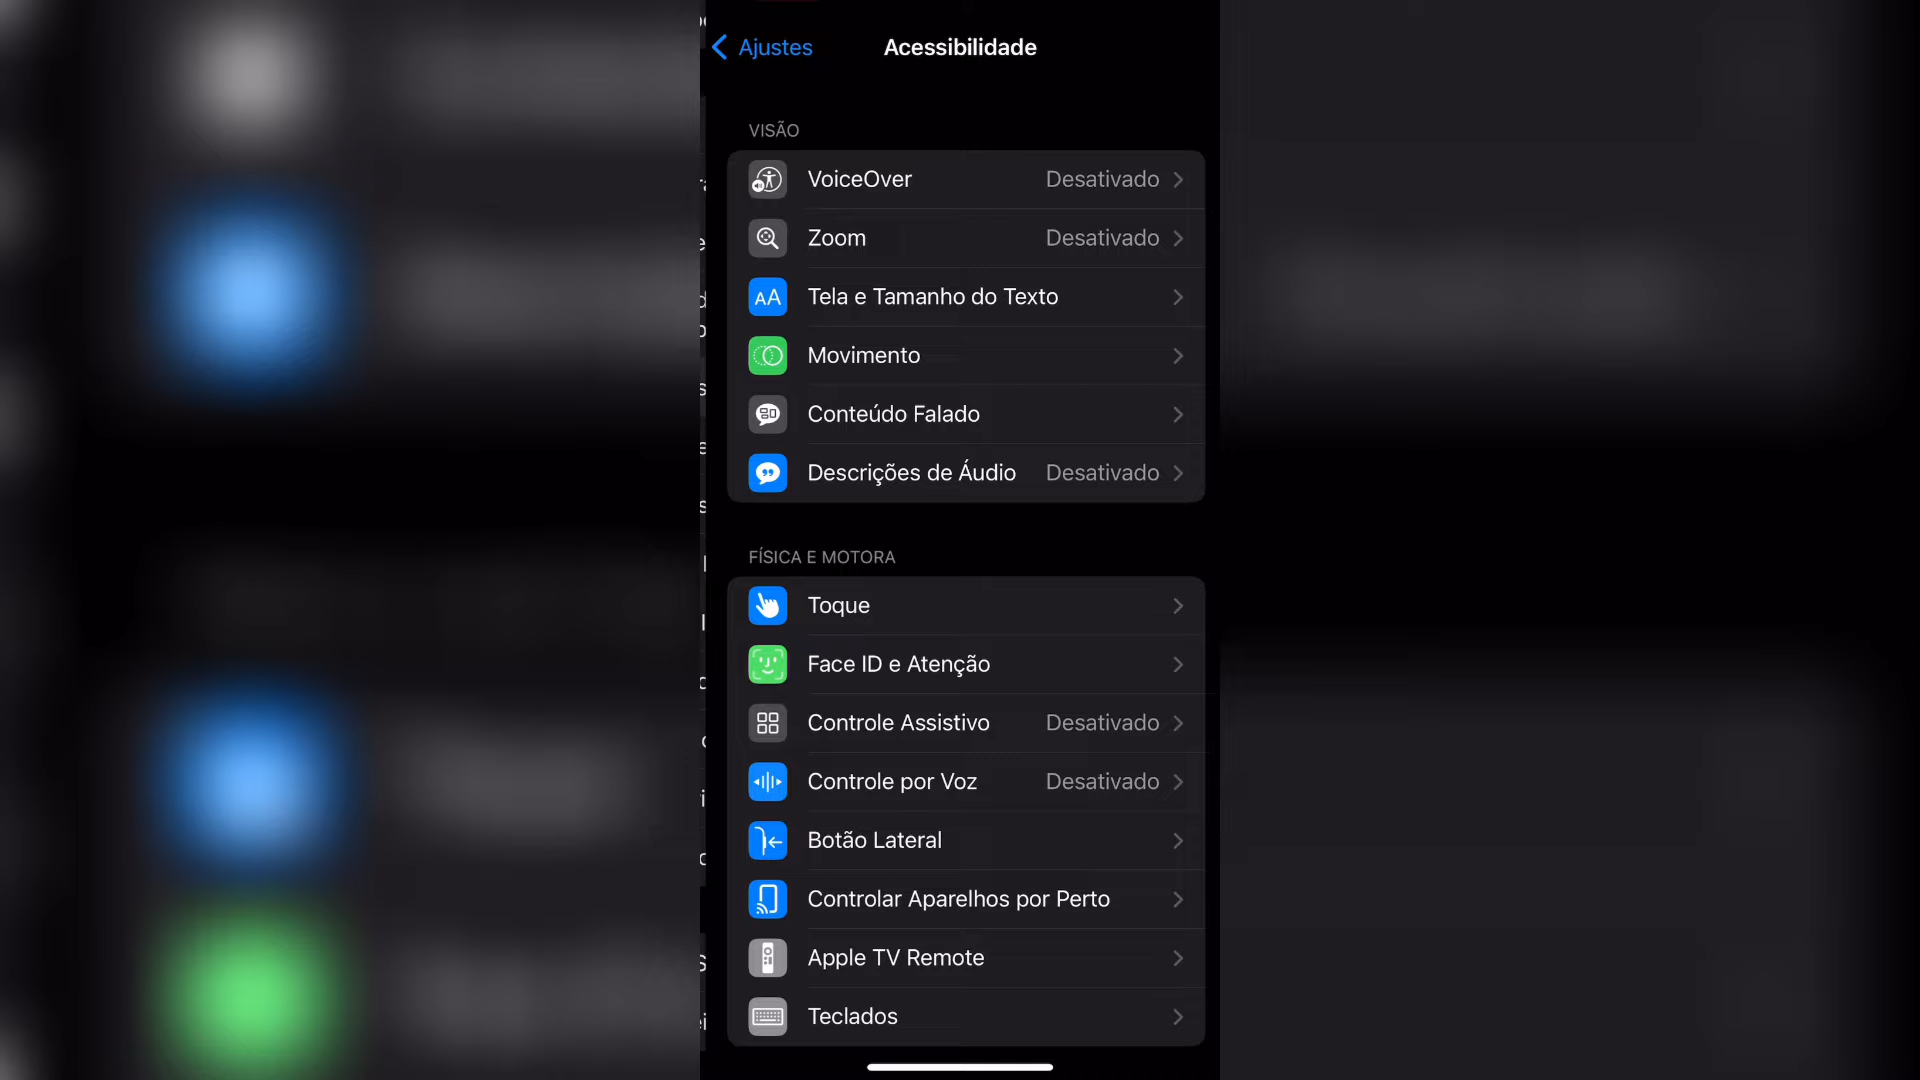 Ajustes
Acessibilidade
VISÃO
VoiceOver Desativado
Zoom Desativado
AA Tela e Tamanho do Texto
Movimento
Conteúdo Falado
Descrições de Áudio Desativado
FÍSICA E MOTORA
Toque
Face ID e Atenção
Controle Assistivo Desativado
Controle por Voz Desativado
Botão Lateral
Controlar Aparelhos por Perto
Apple TV Remote
Teclados